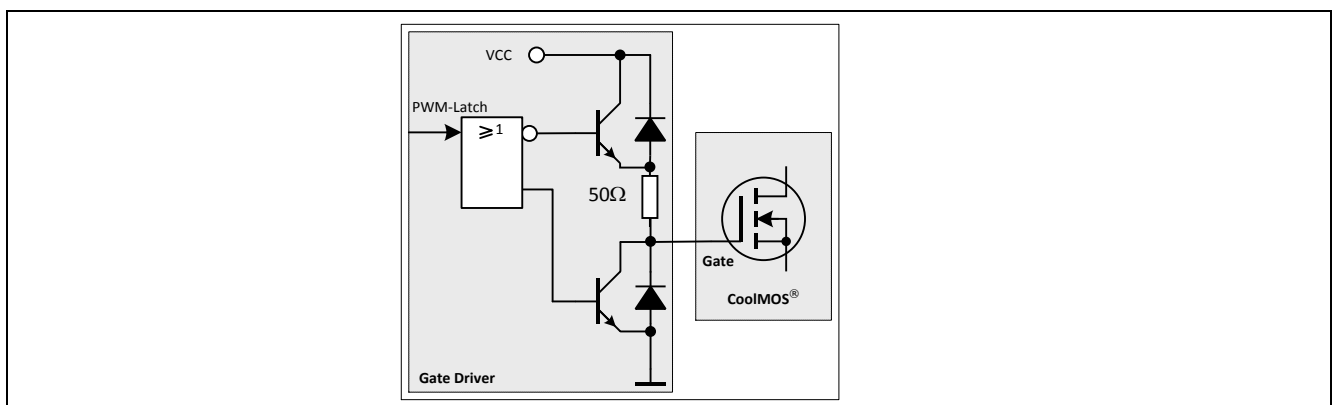 VCC
PWM-Latch
≥1
50Ω
Gate
CoolMOS®
Gate Driver